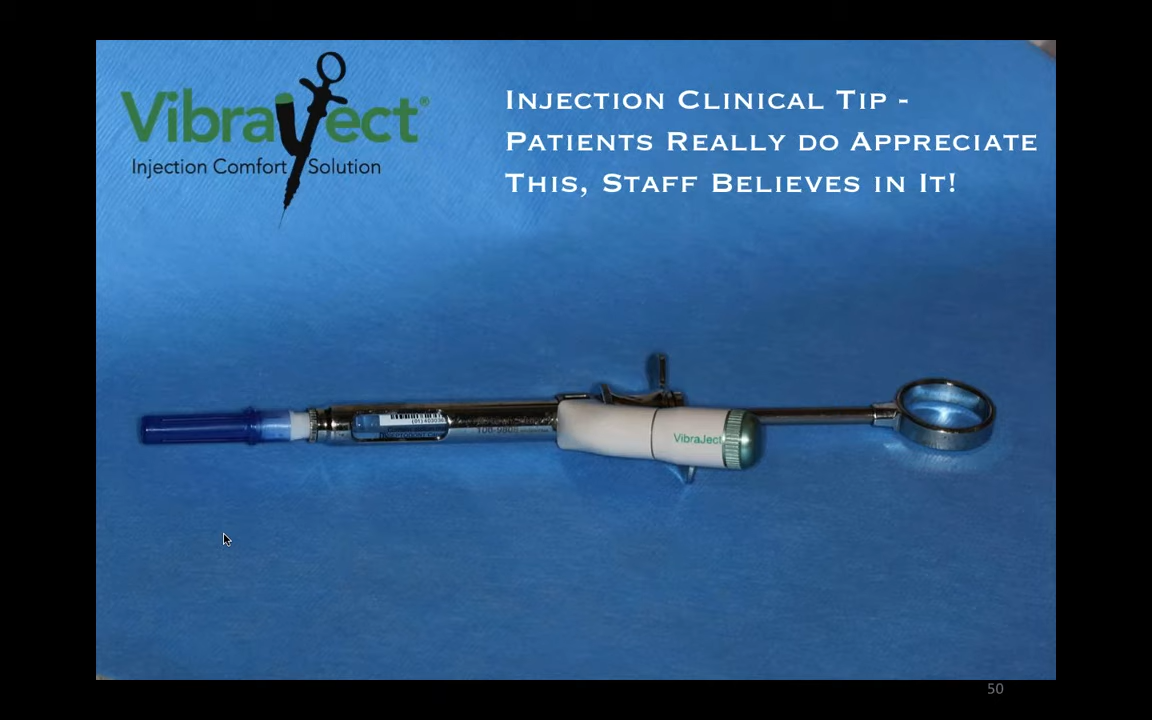 VibraJect®
Injection Comfort Solution
Injection Clinical Tip -
Patients Really do Appreciate
This, Staff Believes in It!
VibraJect
50